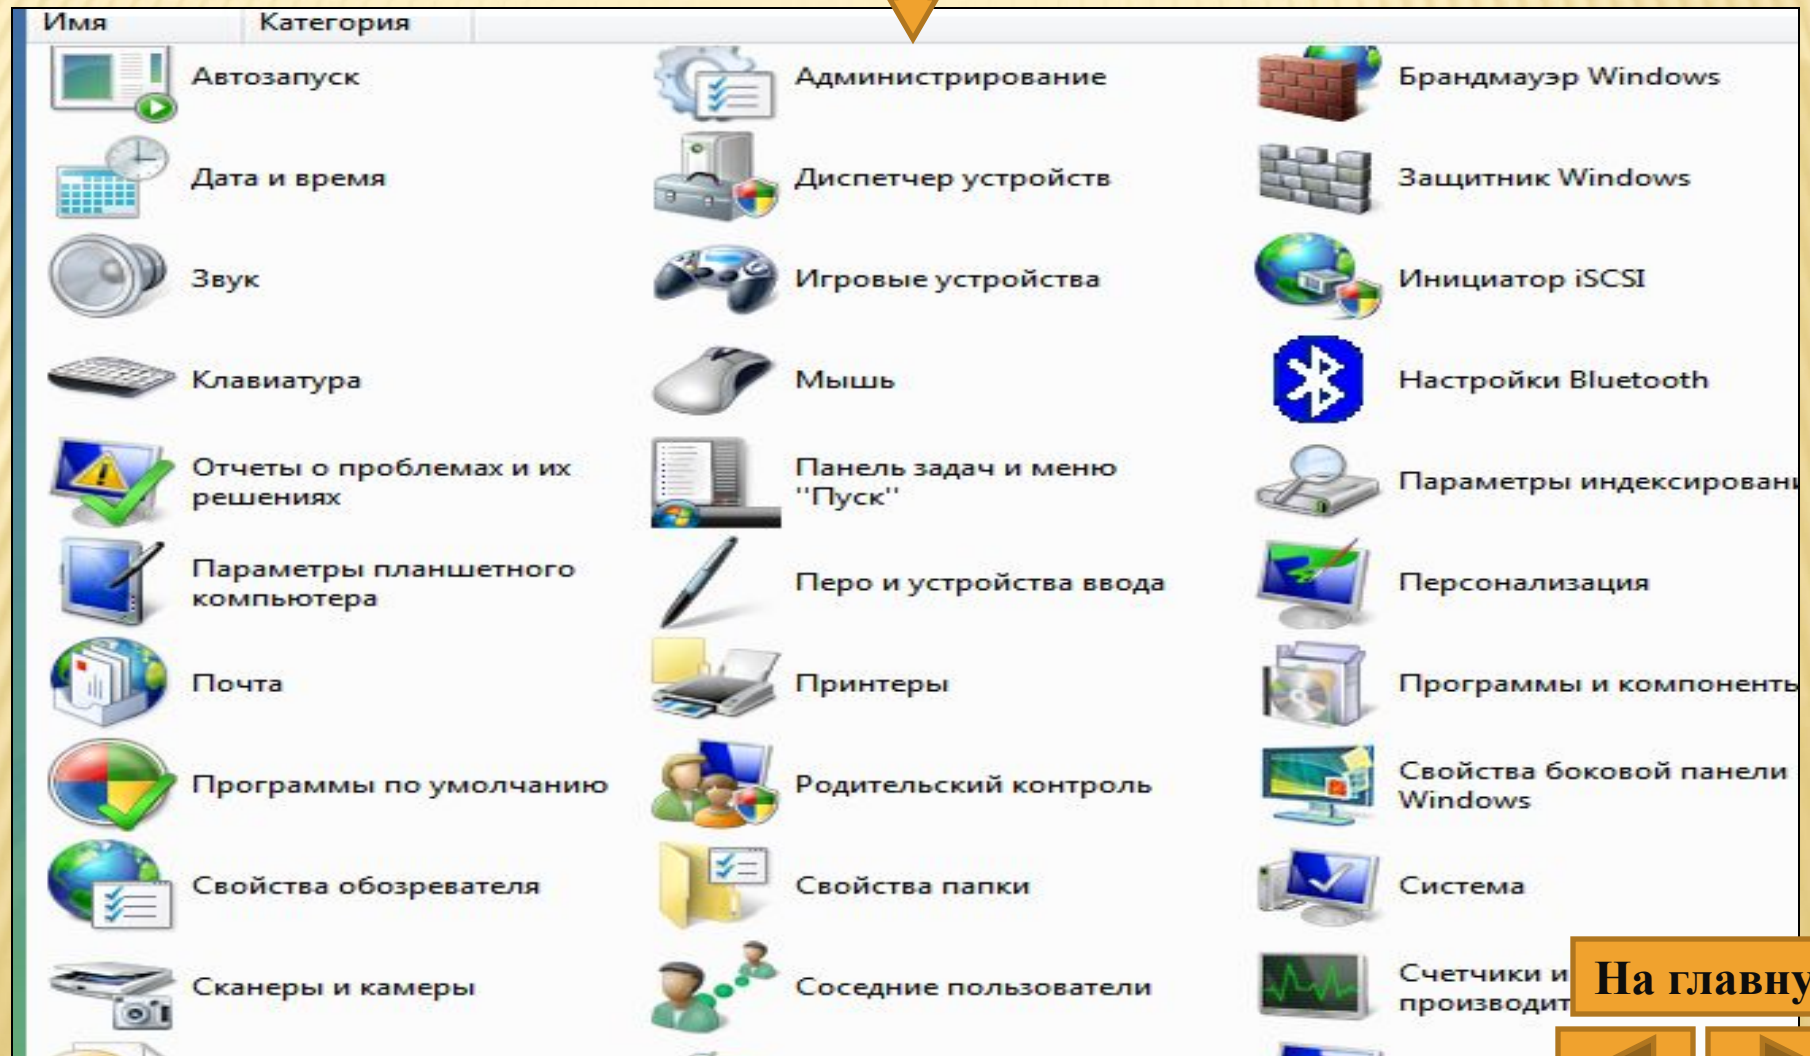 Имя Категория
Автозапуск Администрирование Брандмауэр Windows
Дата и время Диспетчер устройств Защитник Windows
Звук Игровые устройства Инициатор iSCSI
Клавиатура Мышь Настройки Bluetooth
Отчеты о проблемах и их
решениях
Панель задач и меню
"Пуск"
Параметры индексировани
Параметры планшетного
компьютера
Перо и устройства ввода Персонализация
Почта Принтеры Программы и компоненты
Программы по умолчанию Родительский контроль
Свойства боковой панели
Windows
Свойства обозревателя Свойства папки Система
Сканеры и камеры Соседние пользователи
Счетчики и
производит
На главну